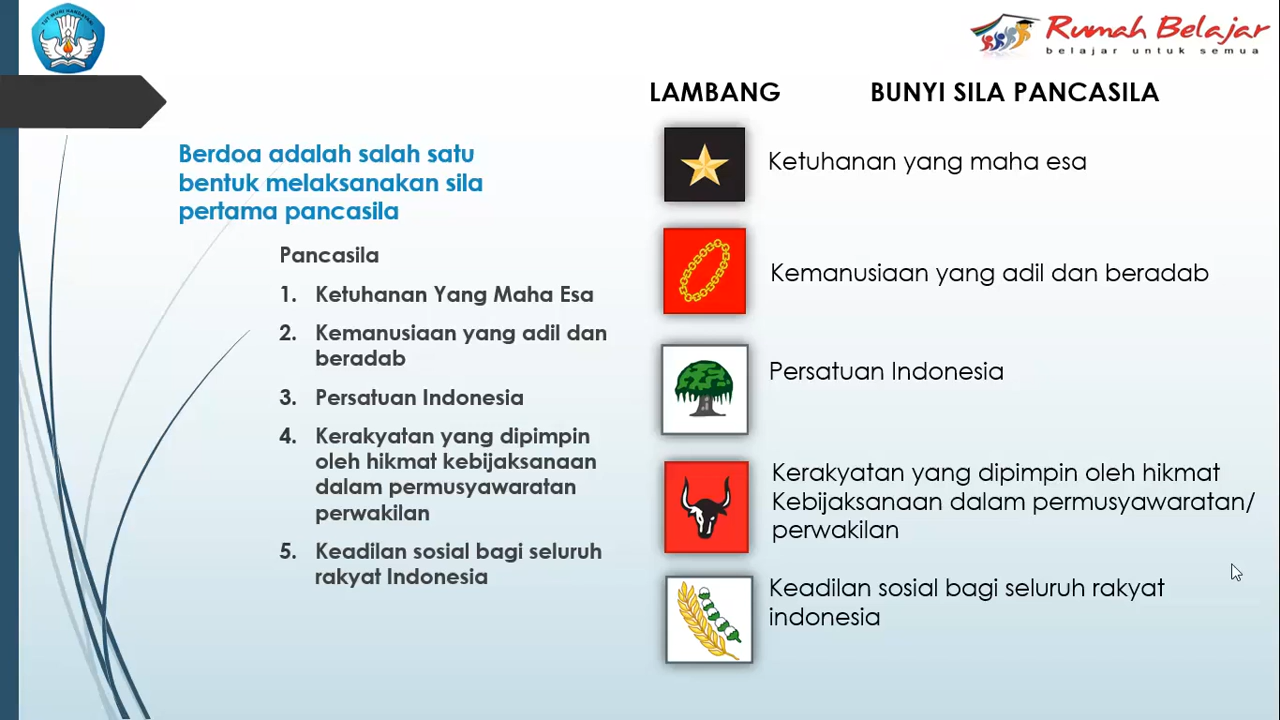 TUT WURI HANDAYANI
Rumah Belajar
belajar untuk semua
LAMBANG
BUNYI SILA PANCASILA
Berdoa adalah salah satu
bentuk melaksanakan sila
pertama pancasila
Pancasila
1. Ketuhanan Yang Maha Esa
2. Kemanusiaan yang adil dan
beradab
3. Persatuan Indonesia
4. Kerakyatan yang dipimpin
oleh hikmat kebijaksanaan
dalam permusyawaratan
perwakilan
5. Keadilan sosial bagi seluruh
rakyat Indonesia
Ketuhanan yang maha esa
Kemanusiaan yang adil dan beradab
Persatuan Indonesia
Kerakyatan yang dipimpin oleh hikmat
Kebijaksanaan dalam permusyawaratan/
perwakilan
Keadilan sosial bagi seluruh rakyat
indonesia